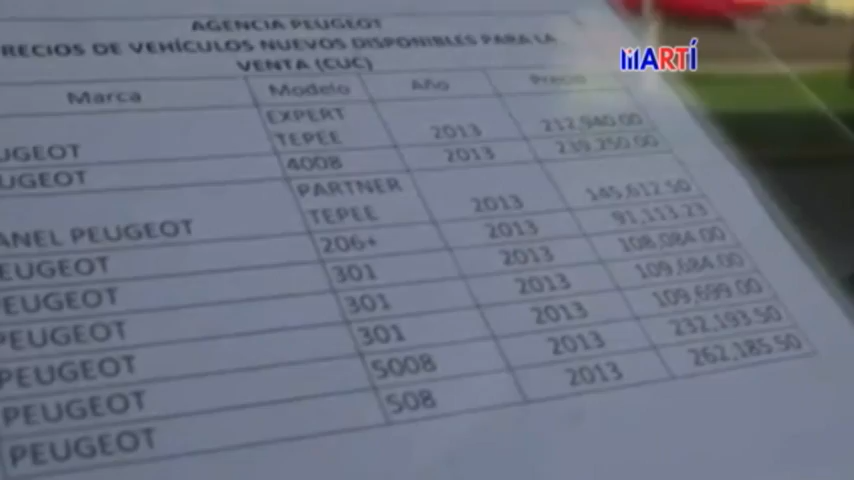 AGENCIA PEUGEOT
RECIOS DE VEHÍCULOS NUEVOS DISPONIBLES PARA LA
VENTA (CUC)
Marca Modelo Año Precio
UGEOT EXPERT TEPEE 2013 212,940.00
UGEOT 4008 2013 239,250.00
ANEL PEUGEOT PARTNER TEPEE 2013 145,612.50
EUGEOT 206+ 2013 91,113.23
PEUGEOT 301 2013 108,084.00
PEUGEOT 301 2013 109,684.00
PEUGEOT 301 2013 109,699.00
PEUGEOT 5008 2013 232,193.50
PEUGEOT 508 2013 262,185.50
MARTÍ